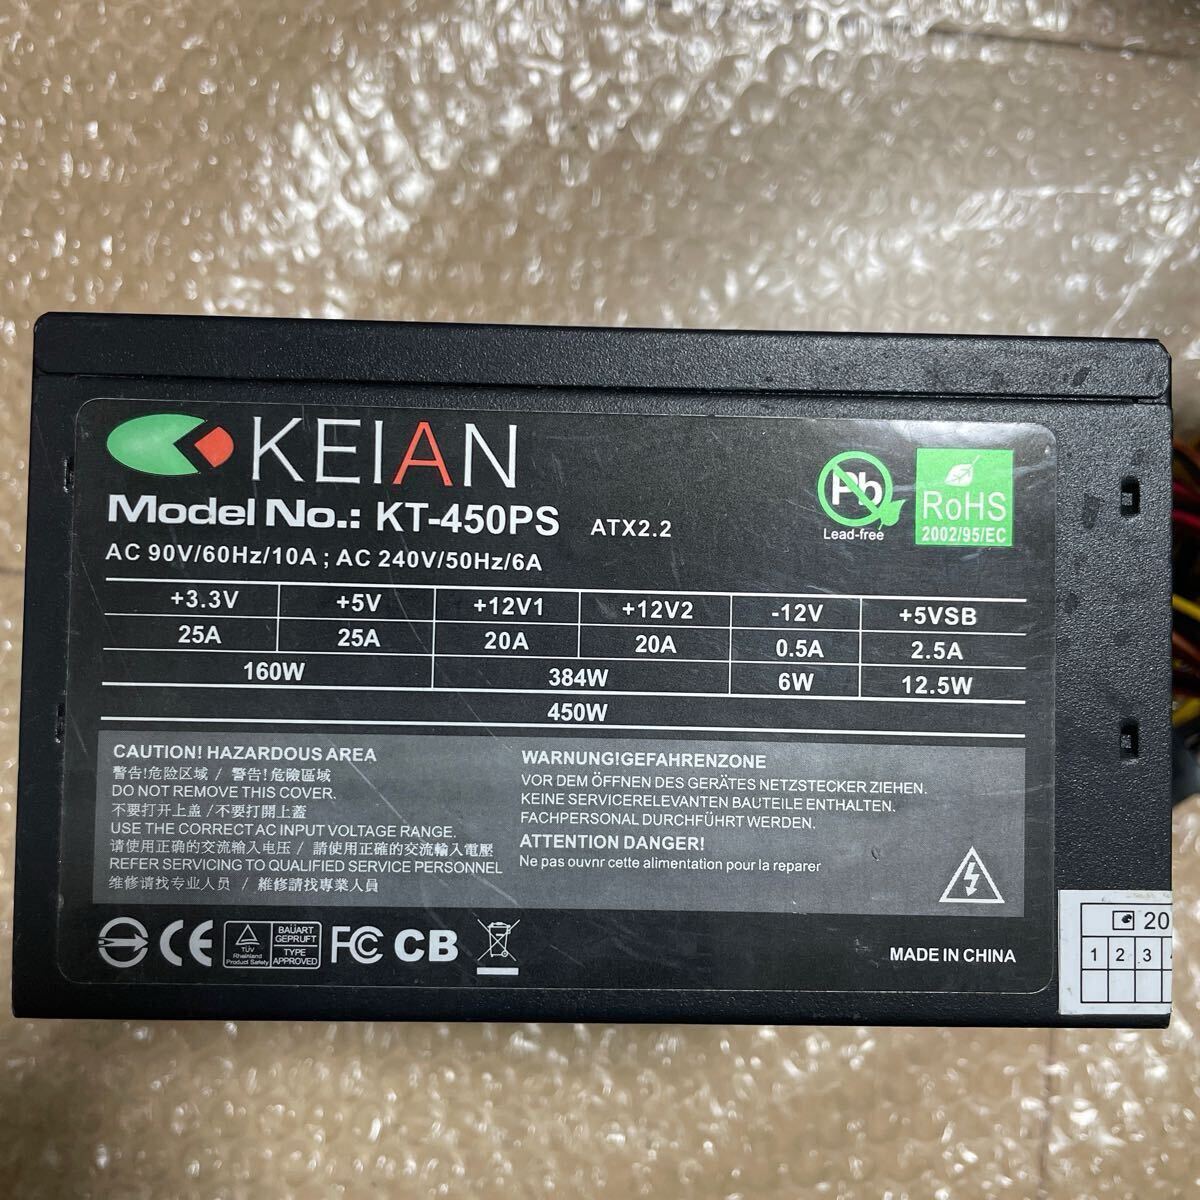 KEIAN
Model No.: KT-450PS ATX2.2
AC 90V/60Hz/10A ; AC 240V/50Hz/6A
Pb
Lead-free
RoHS
2002/95/EC
+3.3V +5V +12V1 +12V2 -12V +5VSB
25A 25A 20A 20A 0.5A 2.5A
160W 384W 6W 12.5W
450W
CAUTION! HAZARDOUS AREA
警告!危险区域 / 警告!危險區域
DO NOT REMOVE THIS COVER.
不要打开上盖 / 不要打開上蓋
USE THE CORRECT AC INPUT VOLTAGE RANGE.
请使用正确的交流输入电压 / 請使用正確的交流輸入電壓
REFER SERVICING TO QUALIFIED SERVICE PERSONNEL
维修请找专业人员 / 維修請找專業人員
WARNUNG!GEFAHRENZONE
VOR DEM ÖFFNEN DES GERÄTES NETZSTECKER ZIEHEN.
KEINE SERVICERELEVANTEN BAUTEILE ENTHALTEN.
FACHPERSONAL DURCHFÜHRT WERDEN.
ATTENTION DANGER!
Ne pas ouvnr cette alimentation pour la reparer
CE
TÜV
Rheinland
Product Safety
BAUART
GEPRÜFT
TYPE
APPROVED
FC CB
MADE IN CHINA
20
1 2 3